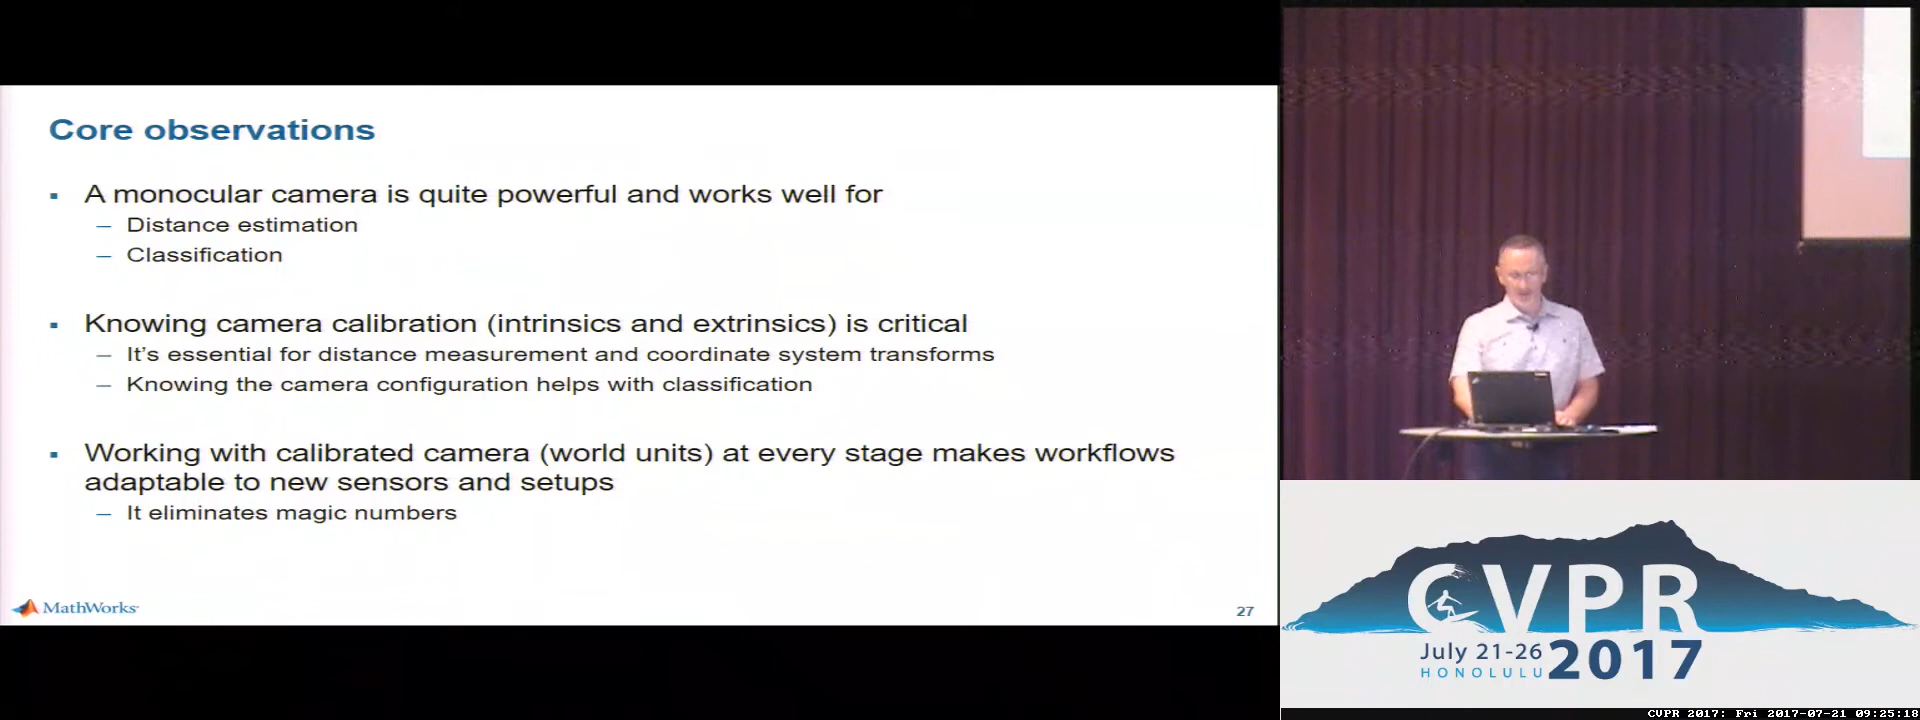 Core observations
▪ A monocular camera is quite powerful and works well for
– Distance estimation
– Classification
▪ Knowing camera calibration (intrinsics and extrinsics) is critical
– It's essential for distance measurement and coordinate system transforms
– Knowing the camera configuration helps with classification
▪ Working with calibrated camera (world units) at every stage makes workflows
adaptable to new sensors and setups
– It eliminates magic numbers
MathWorks
27
CVPR
July 21-26 2017
HONOLULU
CVPR 2017: Fri 2017-07-21 09:25:18